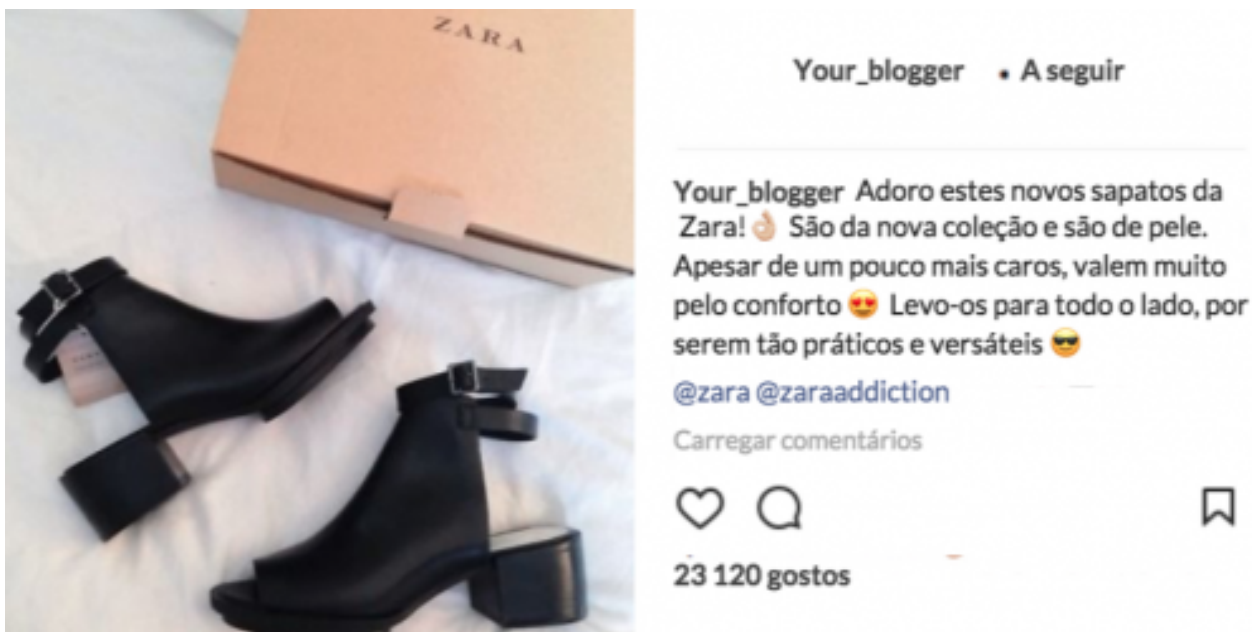 ZARA
Your_blogger • A seguir
Your_blogger Adoro estes novos sapatos da
Zara!👌🏻 São da nova coleção e são de pele.
Apesar de um pouco mais caros, valem muito
pelo conforto 😍 Levo-os para todo o lado, por
serem tão práticos e versáteis 😎
@zara @zaraaddiction
Carregar comentários
23 120 gostos